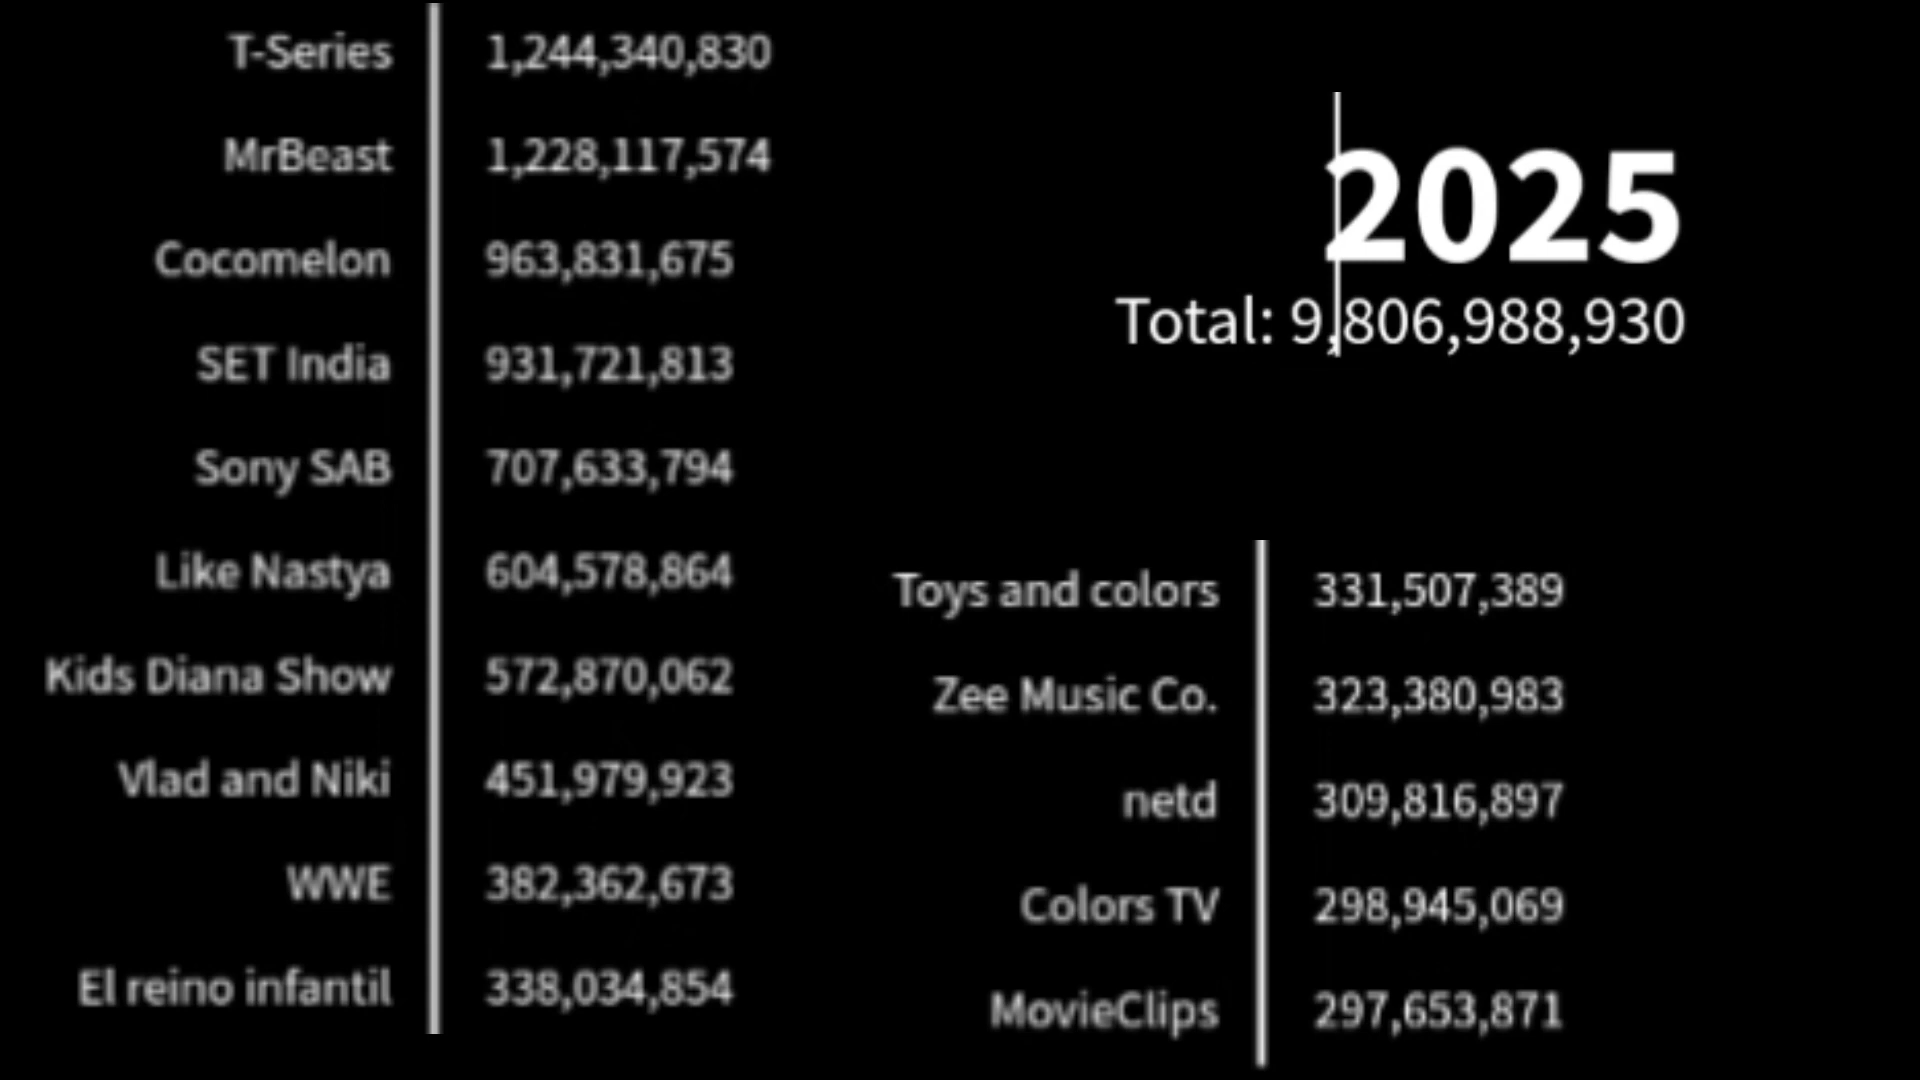 T-Series 1,244,340,830
MrBeast 1,228,117,574
Cocomelon 963,831,675
SET India 931,721,813
Sony SAB 707,633,794
Like Nastya 604,578,864
Kids Diana Show 572,870,062
Vlad and Niki 451,979,923
WWE 382,362,673
El reino infantil 338,034,854
2025
Total: 9,806,988,930
Toys and colors 331,507,389
Zee Music Co. 323,380,983
netd 309,816,897
Colors TV 298,945,069
MovieClips 297,653,871